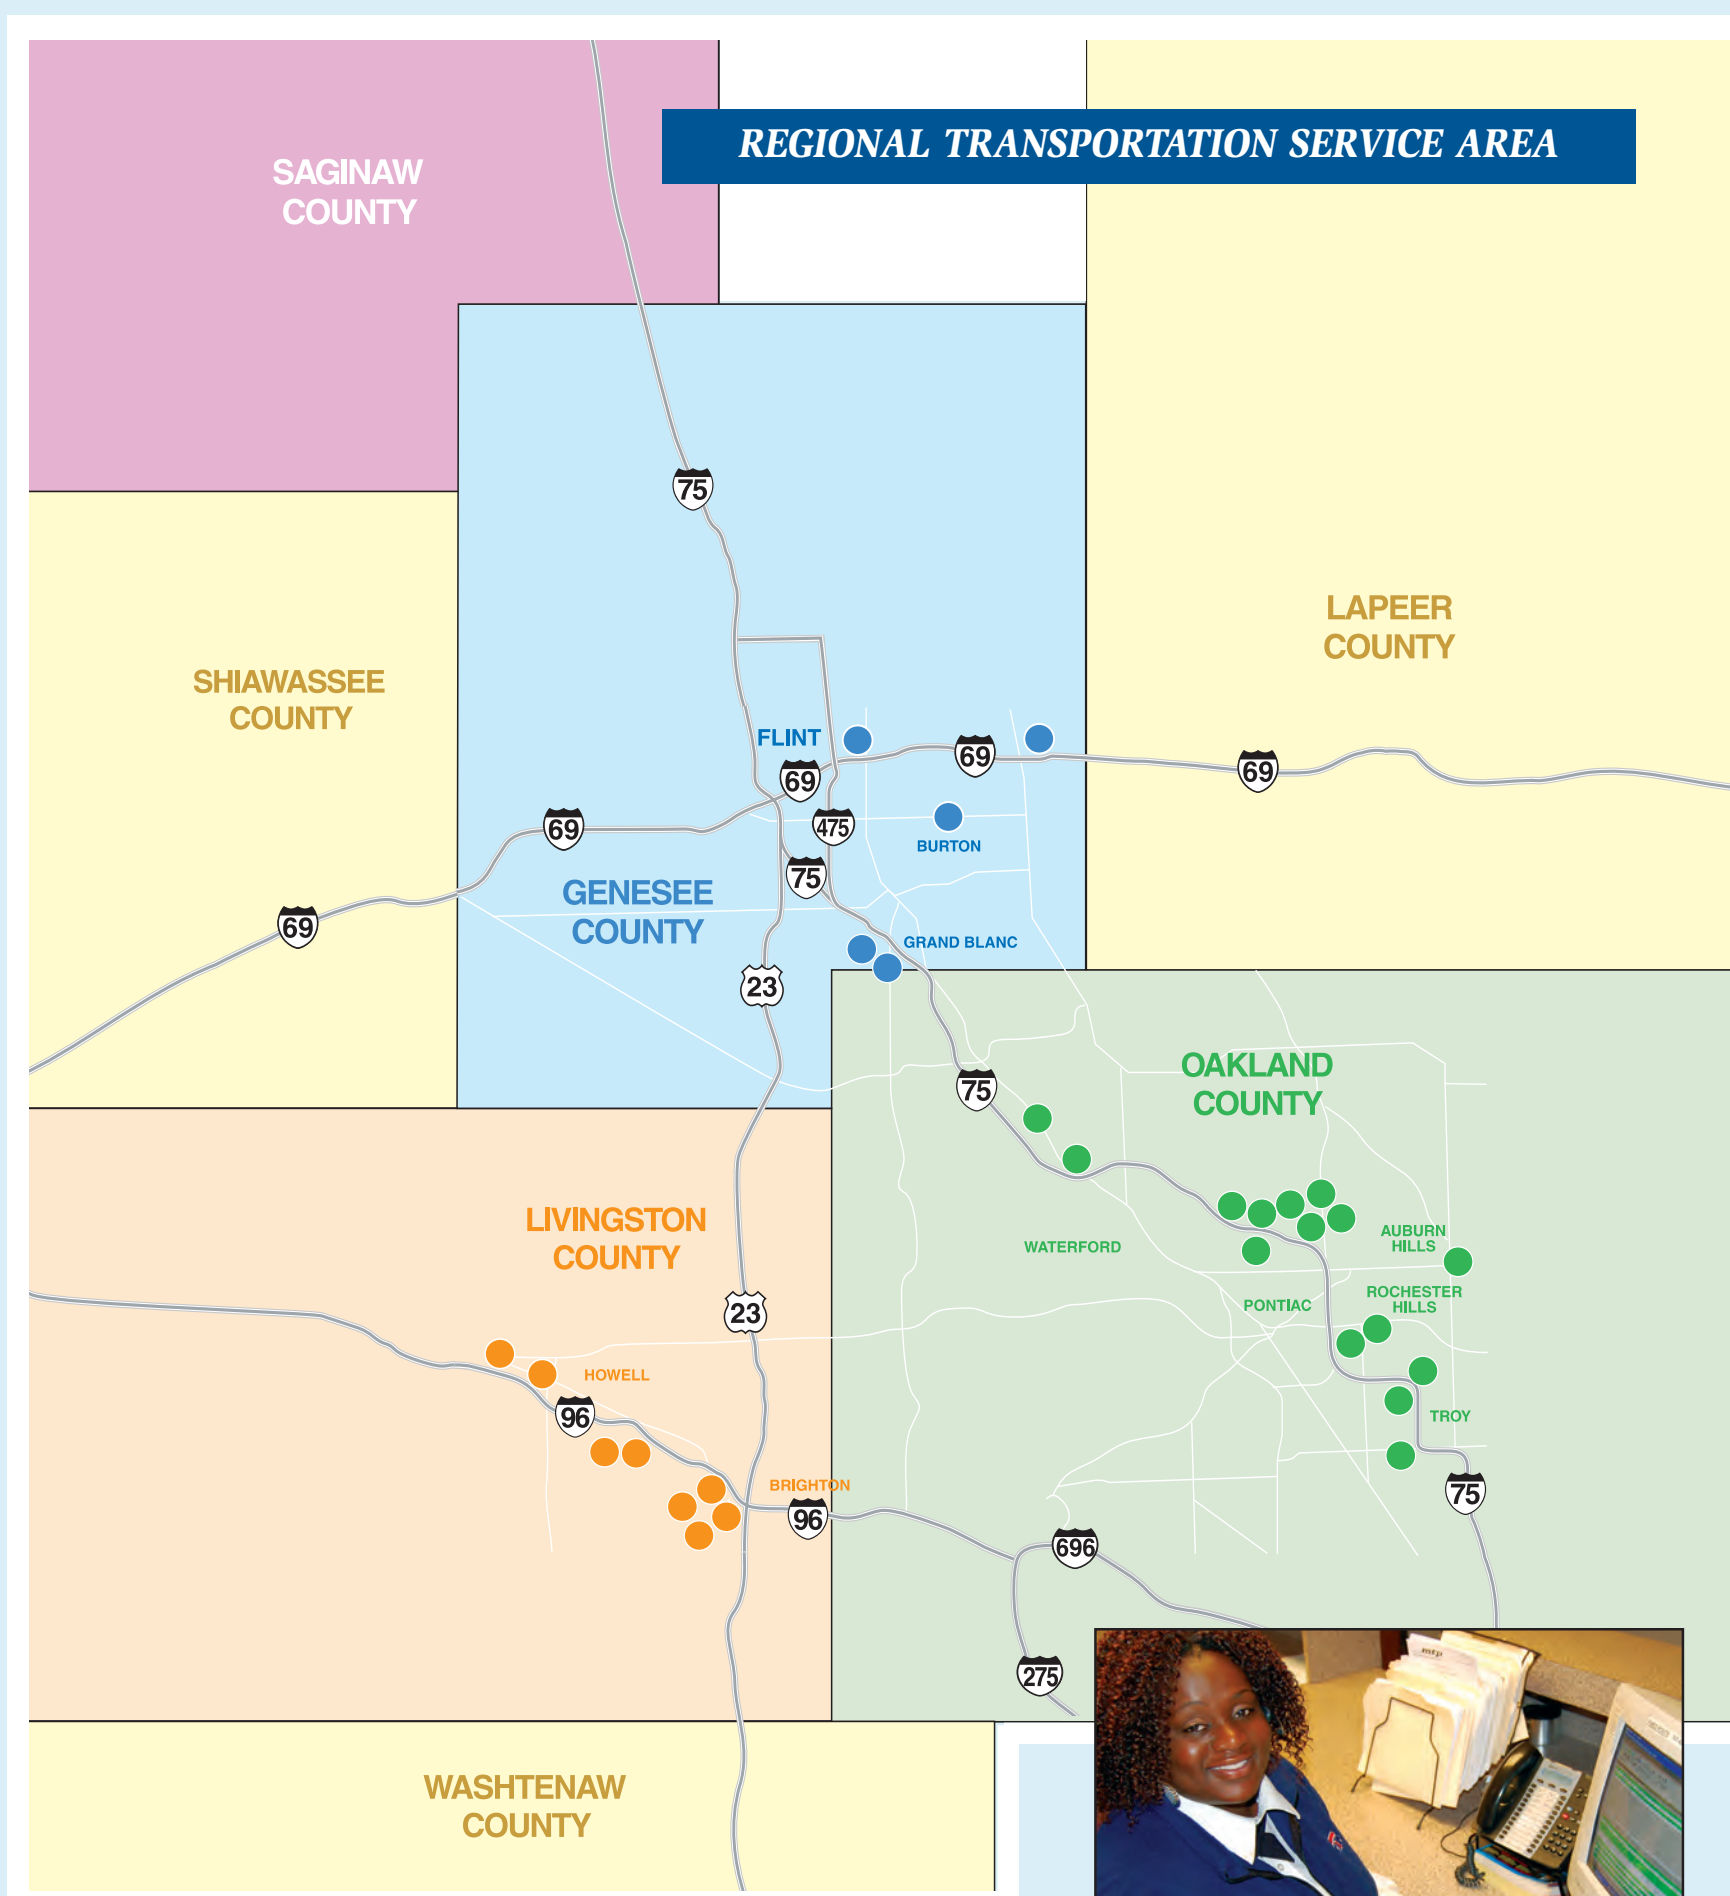 REGIONAL TRANSPORTATION SERVICE AREA
SAGINAW
COUNTY
75
LAPEER
COUNTY
SHIAWASSEE
COUNTY
FLINT
69
69
69
69
475
BURTON
75
GENESEE
COUNTY
69
GRAND BLANC
23
OAKLAND
COUNTY
75
LIVINGSTON
COUNTY
WATERFORD
AUBURN
HILLS
ROCHESTER
HILLS
PONTIAC
23
HOWELL
96
TROY
BRIGHTON
96
75
696
275
mtp
WASHTENAW
COUNTY